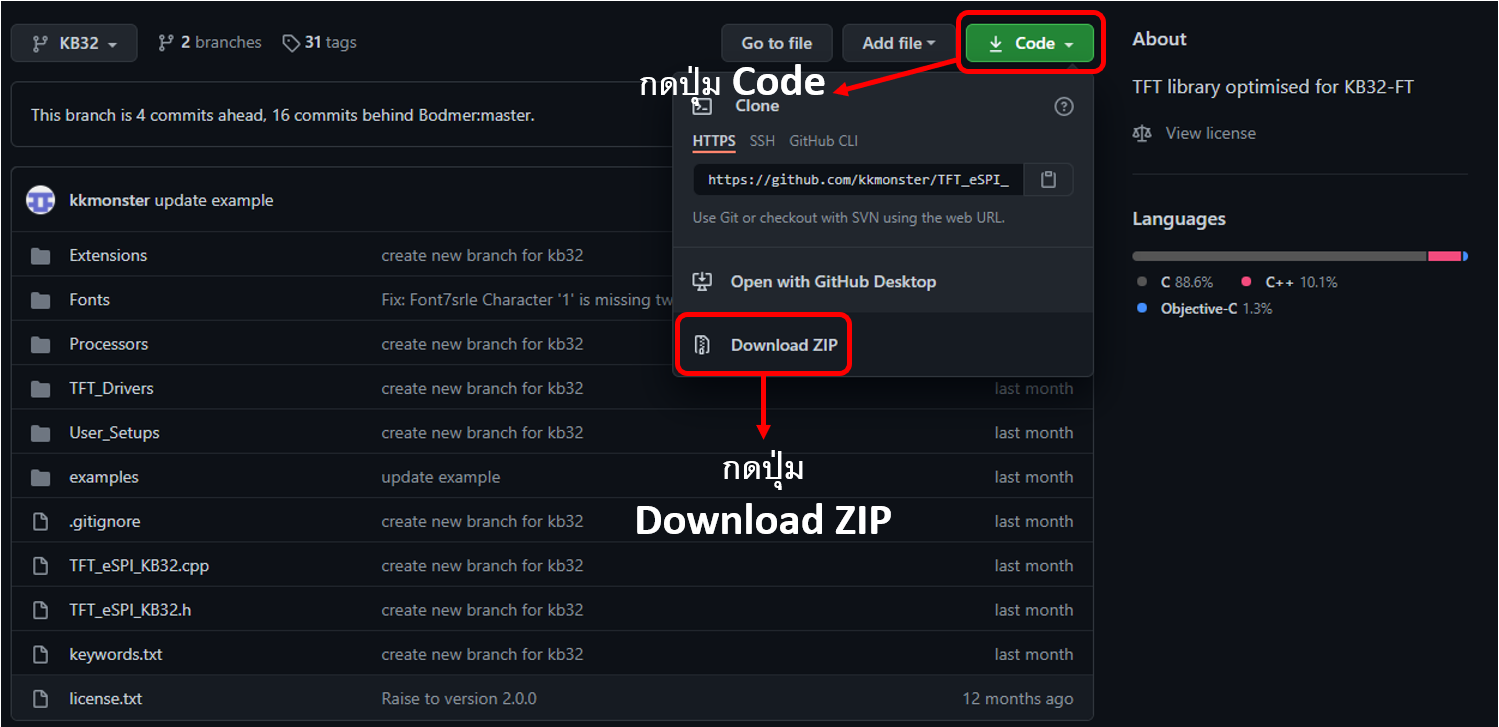 KB32
2 branches
31 tags
Go to file
Add file
Code
กดปุ่ม Code
This branch is 4 commits ahead, 16 commits behind Bodmer:master.
Clone
HTTPS SSH GitHub CLI
https://github.com/kkmonster/TFT_eSPI_
Use Git or checkout with SVN using the web URL.
Open with GitHub Desktop
Download ZIP
กดปุ่ม
Download ZIP
kkmonster update example
Extensions create new branch for kb32
Fonts Fix: Font7srle Character '1' is missing tw
Processors create new branch for kb32
TFT_Drivers create new branch for kb32 last month
User_Setups create new branch for kb32 last month
examples update example last month
.gitignore create new branch for kb32 last month
TFT_eSPI_KB32.cpp create new branch for kb32 last month
TFT_eSPI_KB32.h create new branch for kb32 last month
keywords.txt create new branch for kb32 last month
license.txt Raise to version 2.0.0 12 months ago
About
TFT library optimised for KB32-FT
View license
Languages
C 88.6% C++ 10.1%
Objective-C 1.3%